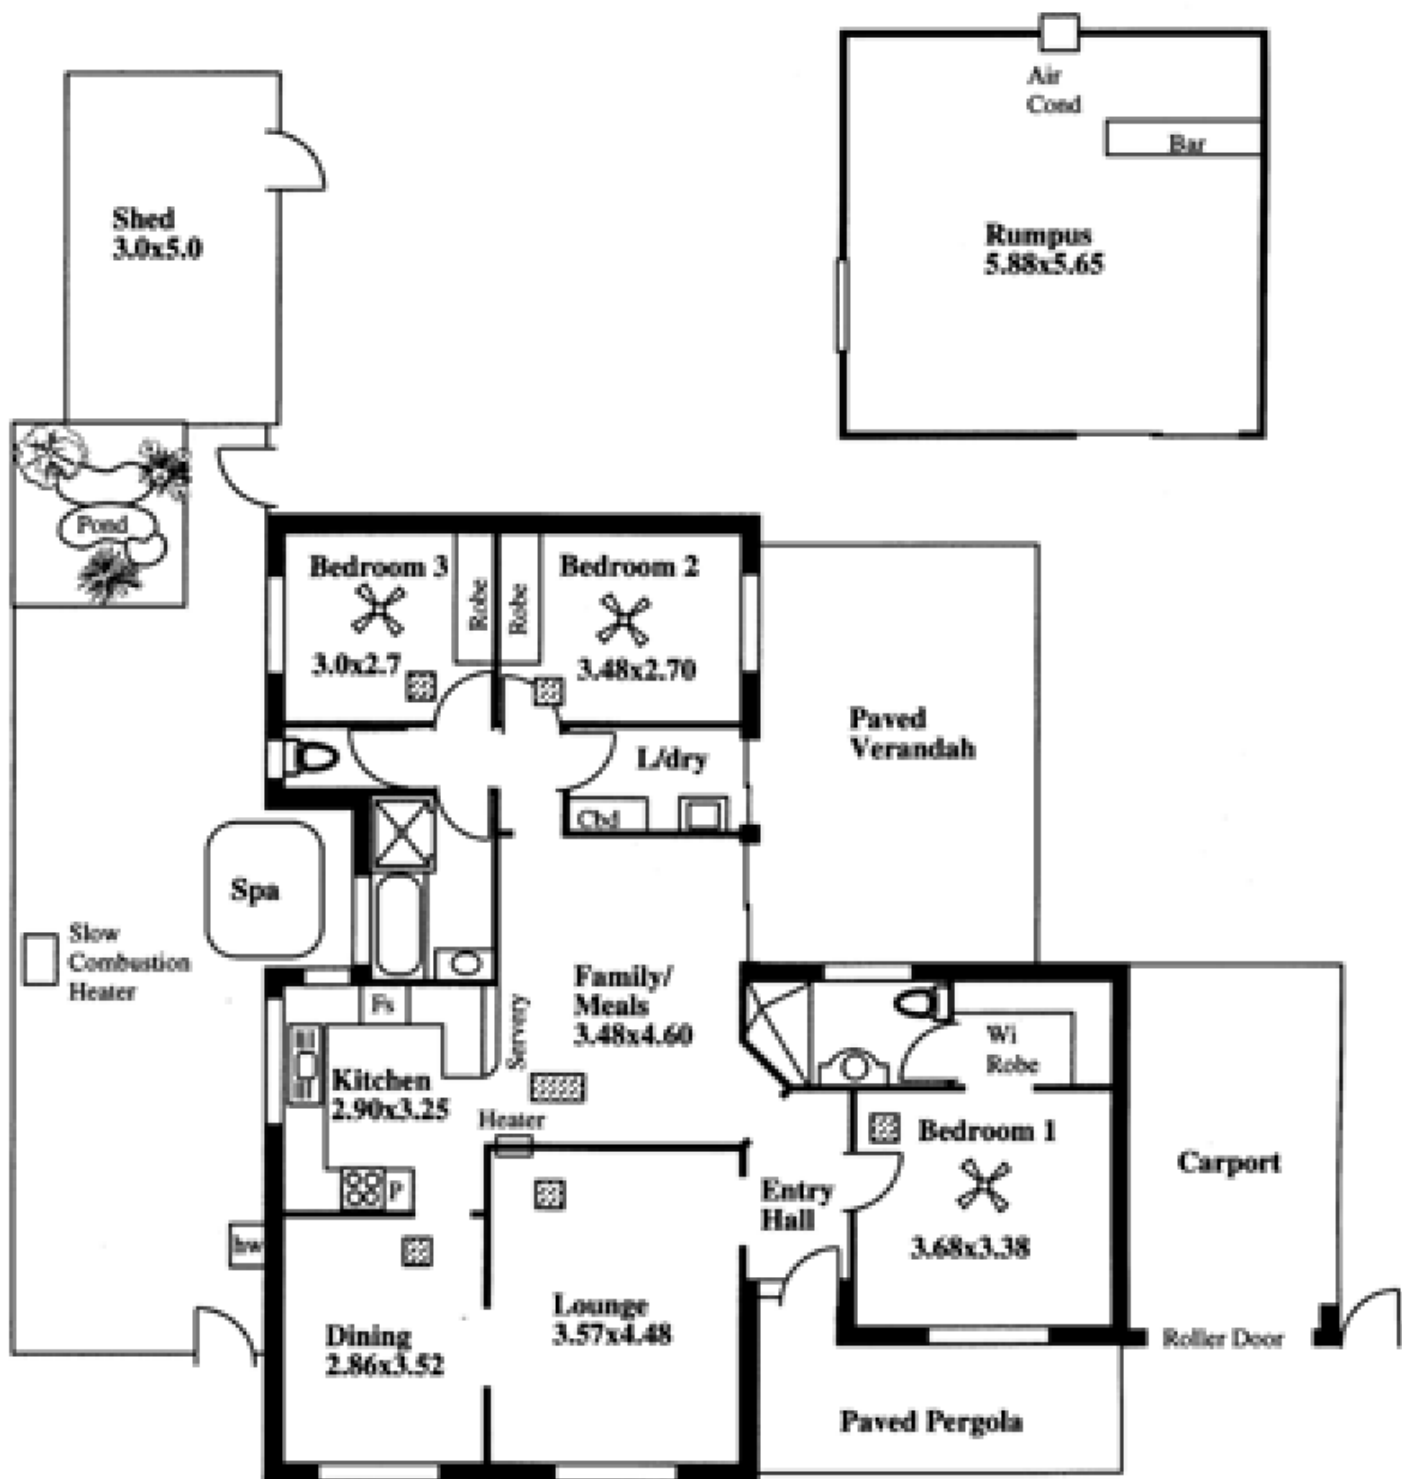 Air
Cond
Bar
Shed
3.0x5.0
Rumpus
5.88x5.65
Pond
Bedroom 3
Robe
3.0x2.7
Robe
Bedroom 2
3.48x2.70
Paved
Verandah
L/dry
Cbd
Spa
Slow
Combustion
Heater
Family/
Meals
3.48x4.60
Fs
Servery
Wi
Robe
Kitchen
2.90x3.25
Heater
P
Bedroom 1
3.68x3.38
Carport
Entry
Hall
hw
Lounge
3.57x4.48
Dining
2.86x3.52
Roller Door
Paved Pergola